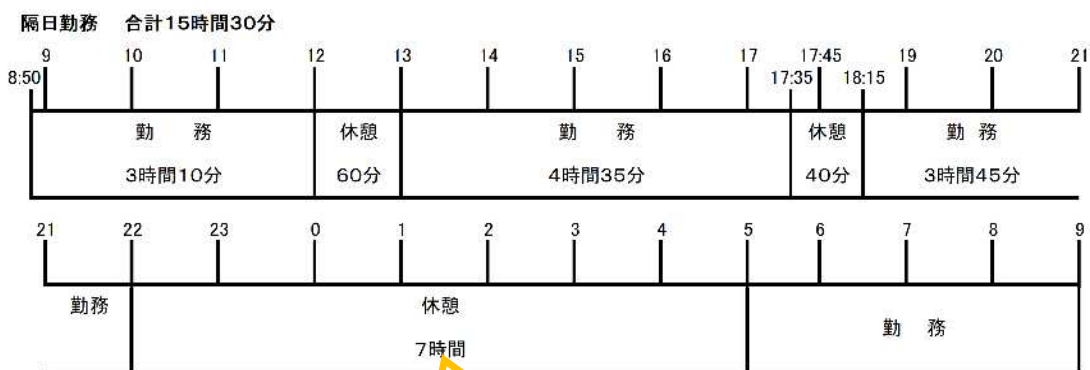 隔日勤務 合計15時間30分
9 10 11 12 13 14 15 16 17 17:45 19 20 21
8:50 17:35 18:15
勤 務 休憩 勤 務 休憩 勤 務
3時間10分 60分 4時間35分 40分 3時間45分
21 22 23 0 1 2 3 4 5 6 7 8 9
勤務 休憩 勤 務
7時間